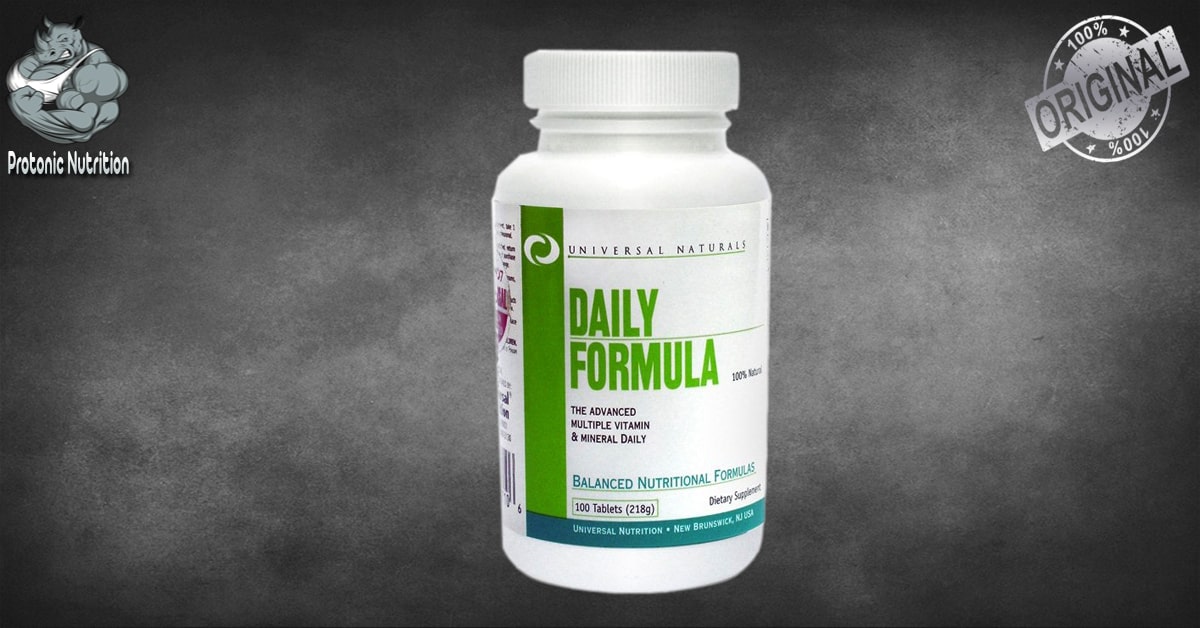 Protonic Nutrition
100%
ORIGINAL
100%
UNIVERSAL NATURALS
DAILY
FORMULA
100% Natural
THE ADVANCED
MULTIPLE VITAMIN
& MINERAL DAILY
BALANCED NUTRITIONAL FORMULAS
100 Tablets (218g)
Dietary Supplement
UNIVERSAL NUTRITION • NEW BRUNSWICK, NJ USA
6